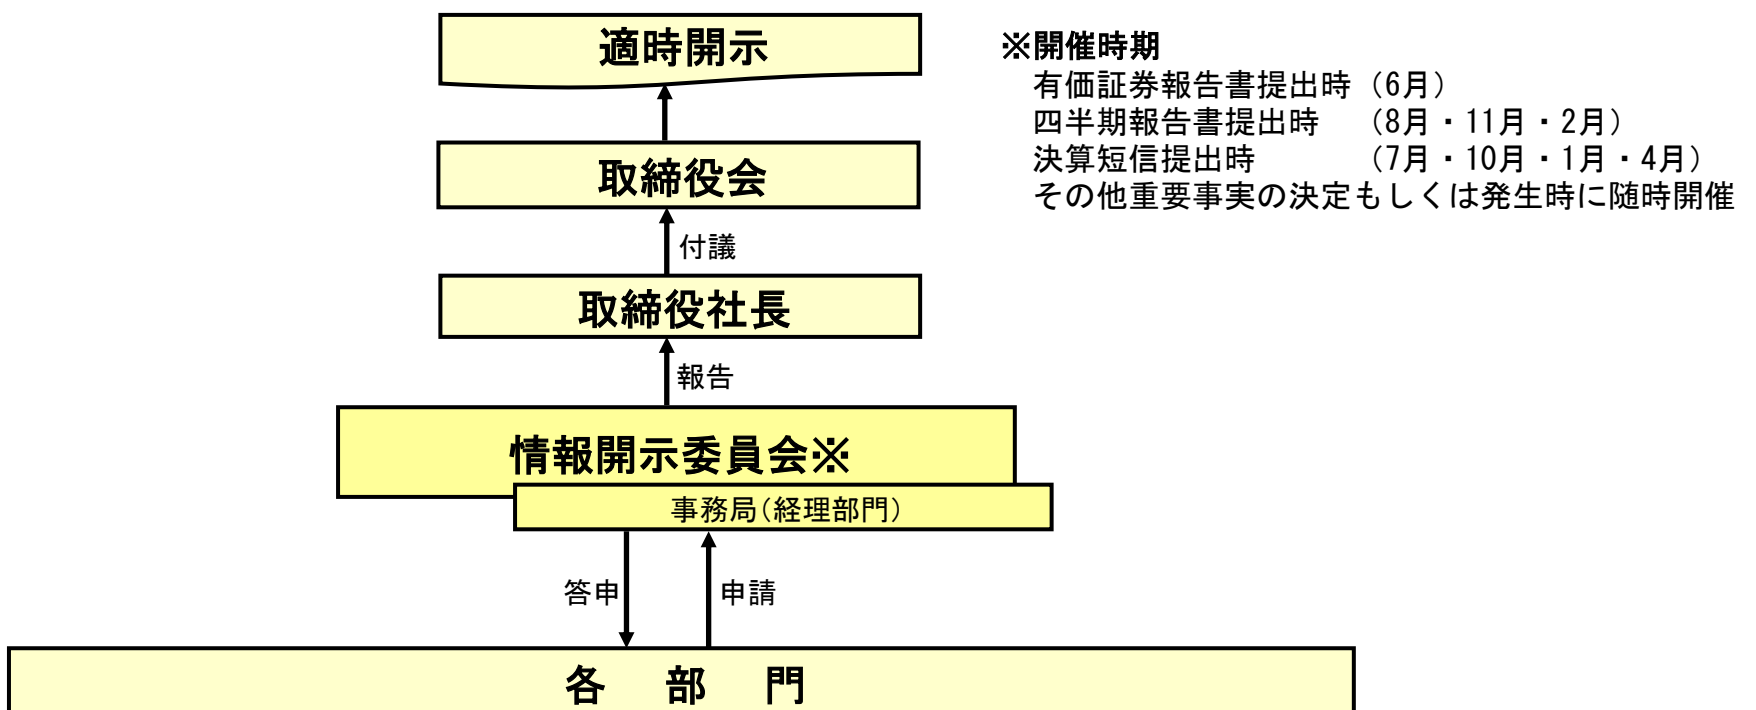 適時開示
※開催時期
有価証券報告書提出時（6月）
四半期報告書提出時　（8月・11月・2月）
決算短信提出時　　　（7月・10月・1月・4月）
その他重要事実の決定もしくは発生時に随時開催
取締役会
付議
取締役社長
報告
情報開示委員会※
事務局（経理部門）
答申
申請
各　部　門